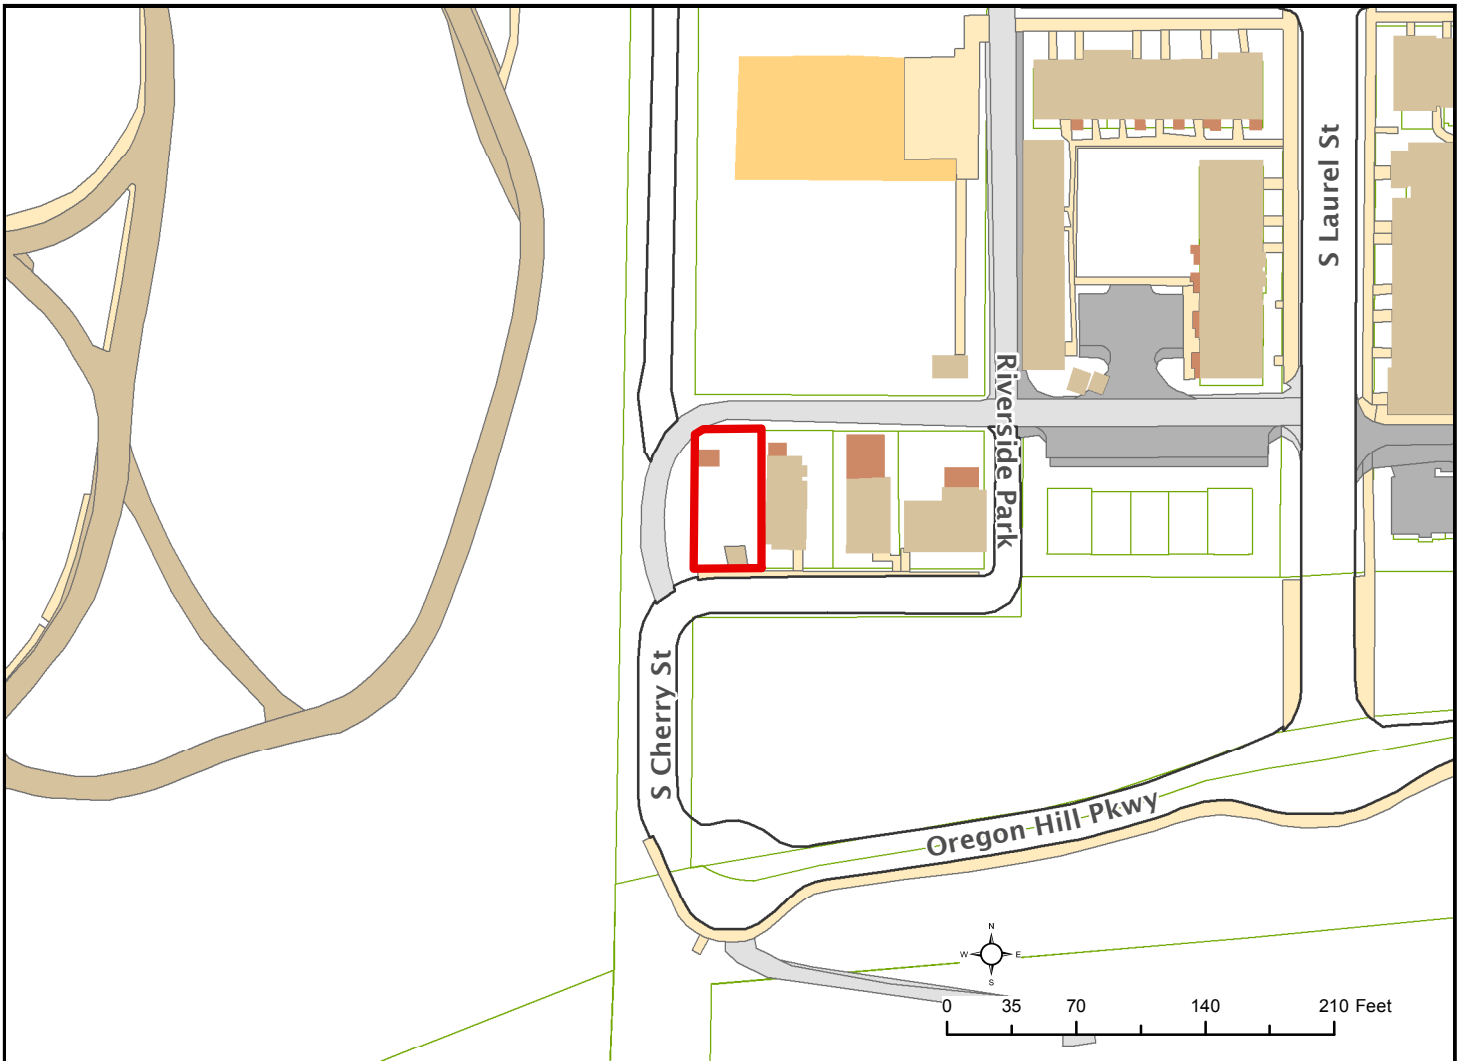 S Laurel St
Riverside Park
S Cherry St
Oregon Hill Pkwy
N
W E
S
0 35 70 140 210 Feet